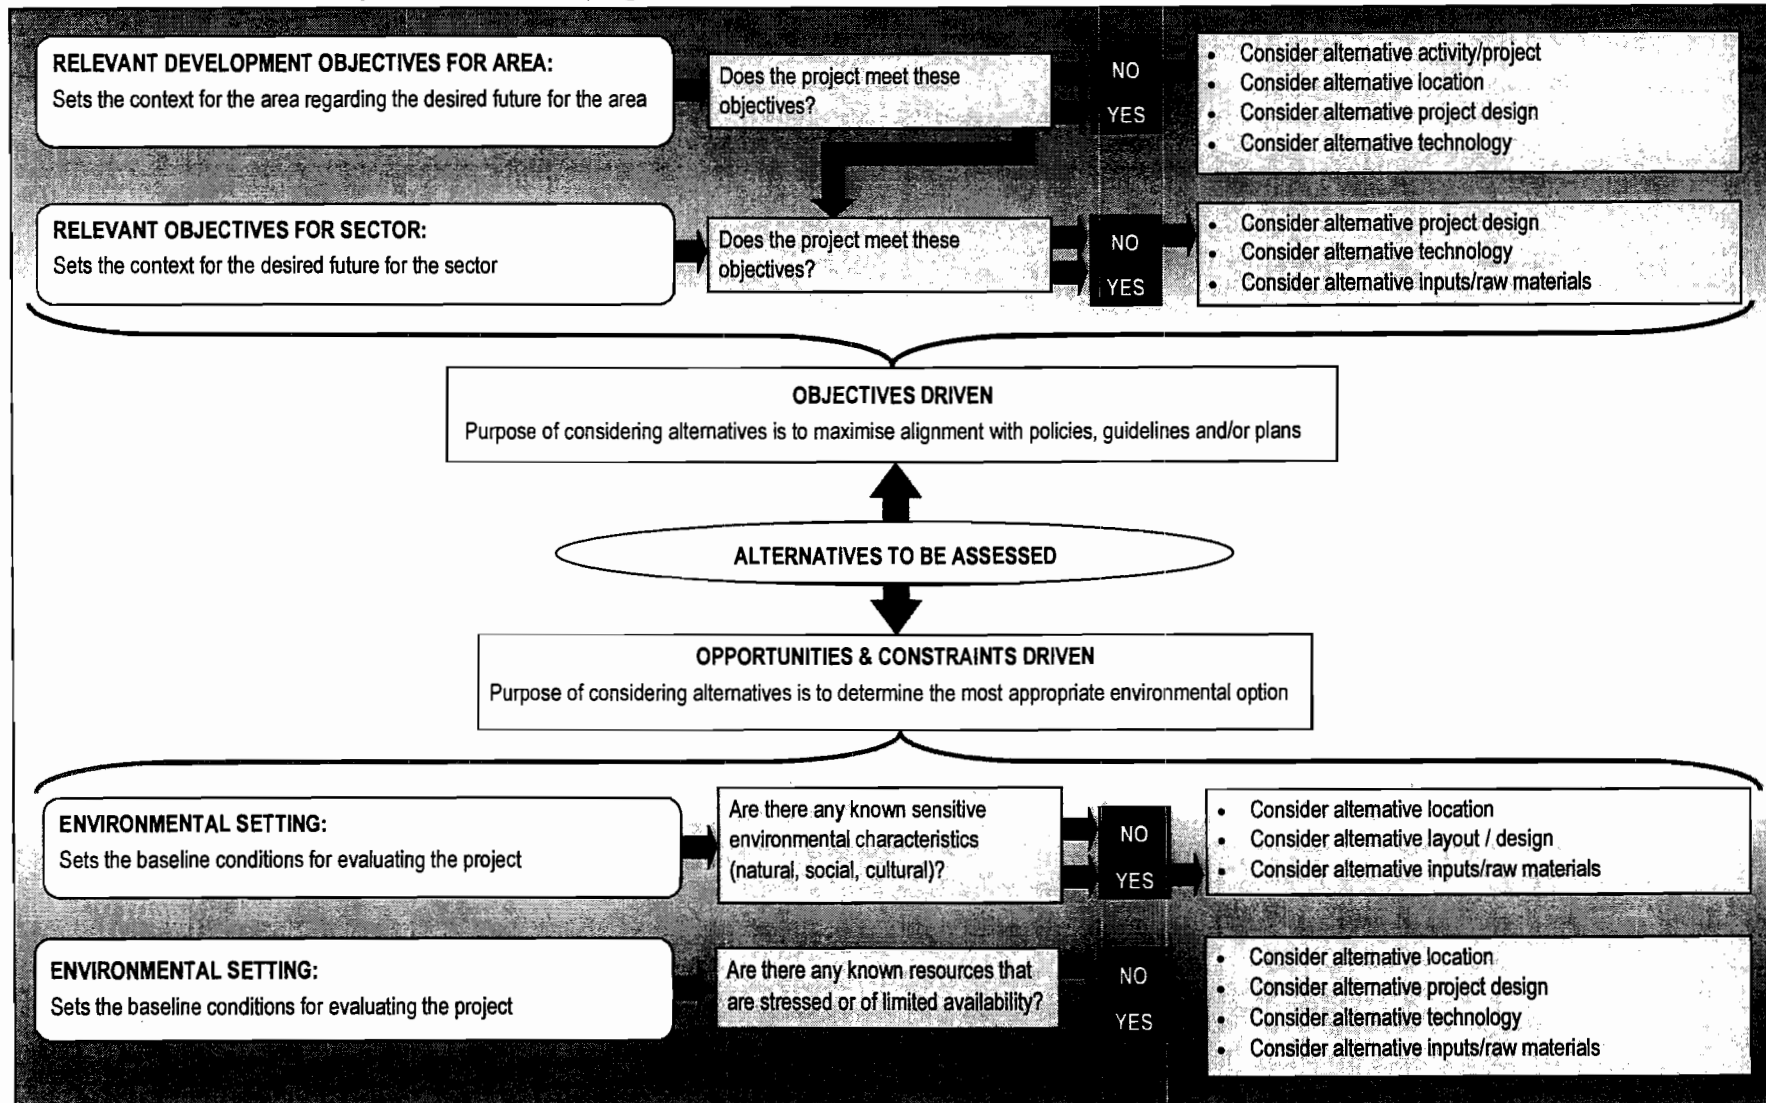 RELEVANT DEVELOPMENT OBJECTIVES FOR AREA:
Sets the context for the area regarding the desired future for the area
Does the project meet these
objectives?
NO
YES
• Consider alternative activity/project
• Consider alternative location
• Consider alternative project design
• Consider alternative technology
RELEVANT OBJECTIVES FOR SECTOR:
Sets the context for the desired future for the sector
Does the project meet these
objectives?
NO
YES
• Consider alternative project design
• Consider alternative technology
• Consider alternative inputs/raw materials
OBJECTIVES DRIVEN
Purpose of considering alternatives is to maximise alignment with policies, guidelines and/or plans
ALTERNATIVES TO BE ASSESSED
OPPORTUNITIES & CONSTRAINTS DRIVEN
Purpose of considering alternatives is to determine the most appropriate environmental option
ENVIRONMENTAL SETTING:
Sets the baseline conditions for evaluating the project
Are there any known sensitive
environmental characteristics
(natural, social, cultural)?
NO
YES
• Consider alternative location
• Consider alternative layout / design
• Consider alternative inputs/raw materials
ENVIRONMENTAL SETTING:
Sets the baseline conditions for evaluating the project
Are there any known resources that
are stressed or of limited availability?
NO
YES
• Consider alternative location
• Consider alternative project design
• Consider alternative technology
• Consider alternative inputs/raw materials